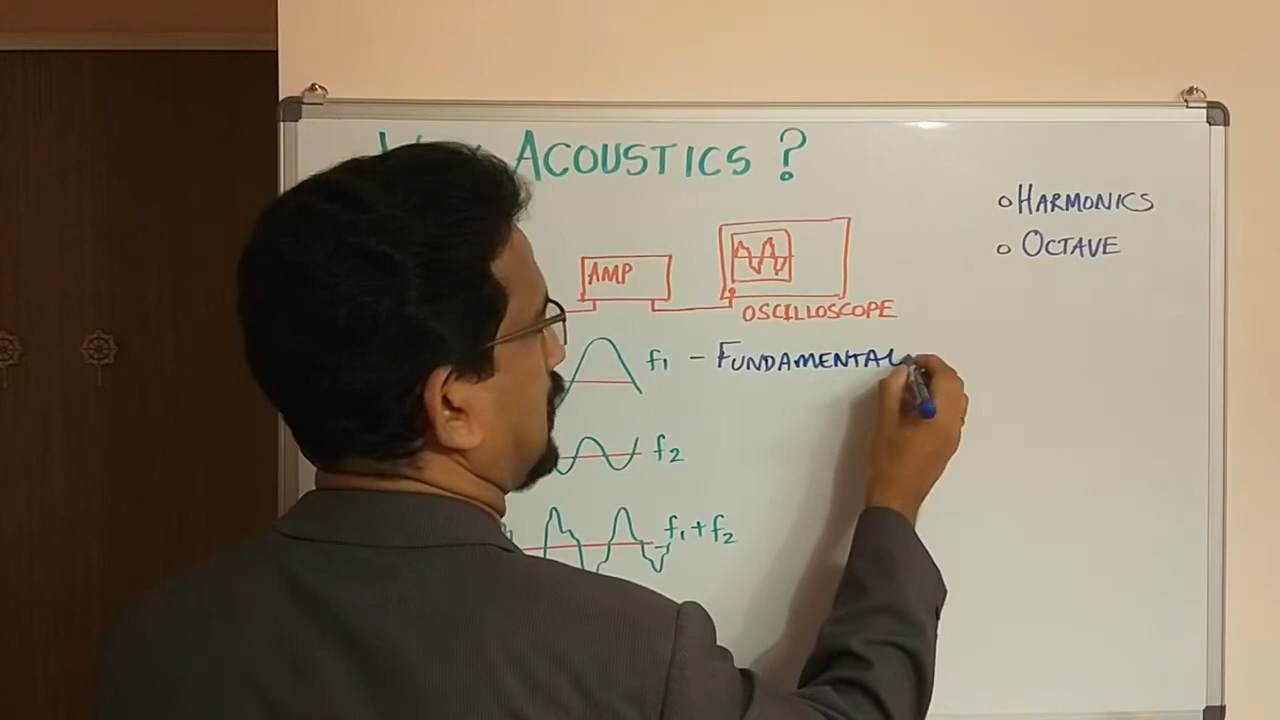 ACOUSTICS ?
HARMONICS
OCTAVE
AMP
OSCILLOSCOPE
f1 - FUNDAMENTAL
f2
f1+f2